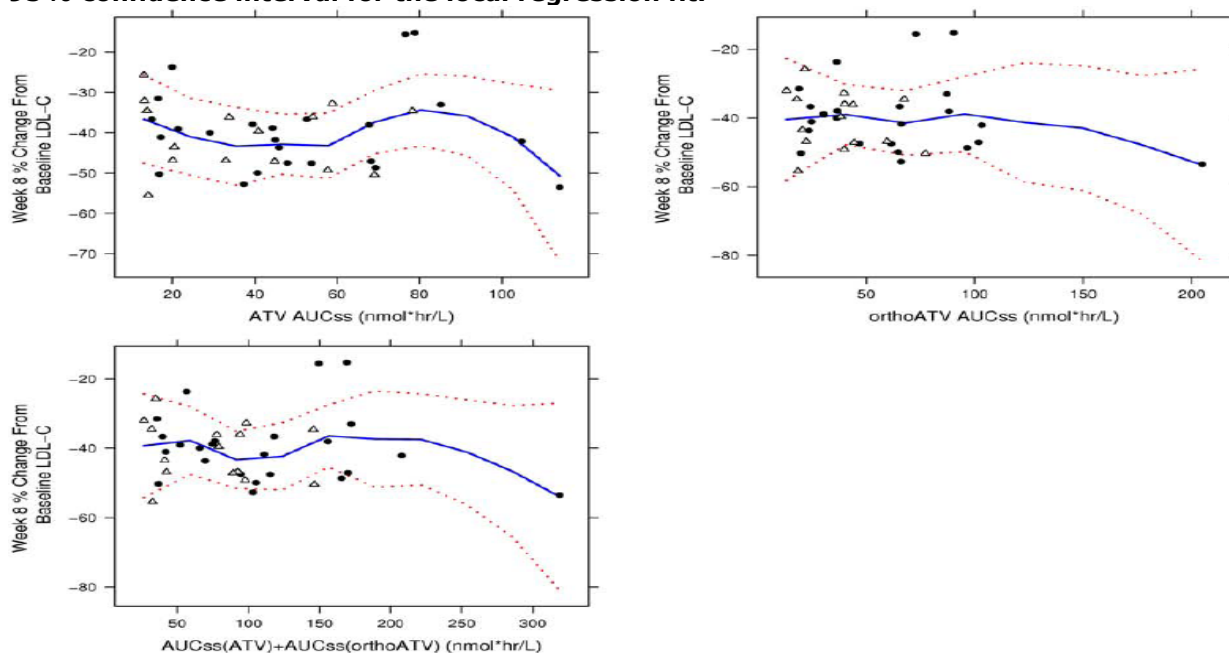 95% confidence interval for the local regression fit.
Week 8 % Change From
Baseline LDL-C
-20
-30
-40
-50
-60
-70
20
40
60
80
100
ATV AUCss (nmol*hr/L)
Week 8 % Change From
Baseline LDL-C
-20
-40
-60
-80
50
100
150
200
orthoATV AUCss (nmol*hr/L)
Week 8 % Change From
Baseline LDL-C
-20
-40
-60
-80
50
100
150
200
250
300
AUCss(ATV)+AUCss(orthoATV) (nmol*hr/L)